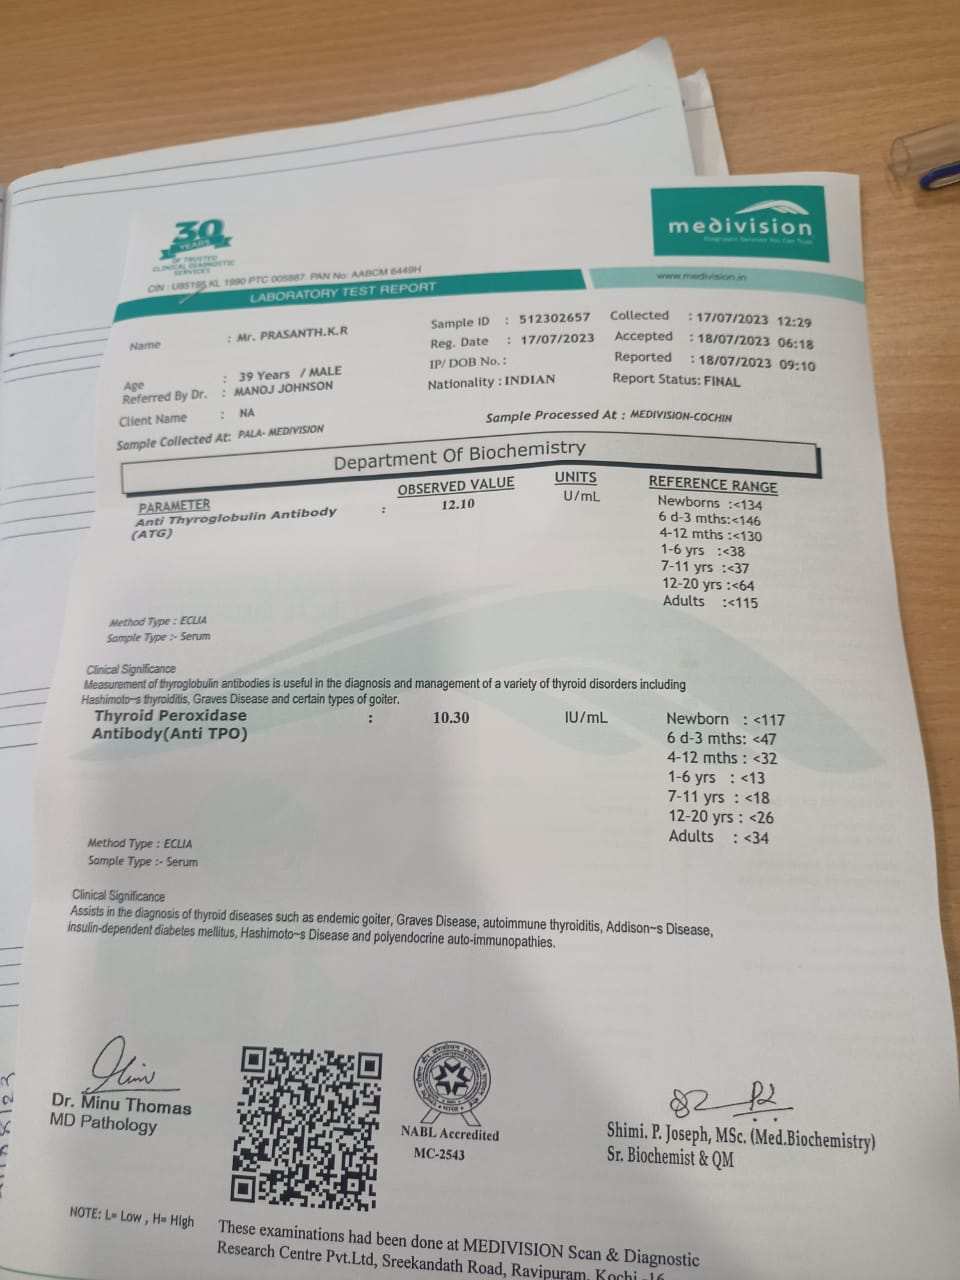 30
YEARS
OF TRUSTED
CLINICAL DIAGNOSTIC
SERVICES
medivision
Diagnostic Services You Can Trust
CIN : U85195 KL 1990 PTC 005887. PAN No: AABCM 6449H
www.medivision.in
LABORATORY TEST REPORT
Name : Mr. PRASANTH.K.R
Age : 39 Years / MALE
Referred By Dr. : MANOJ JOHNSON
Client Name : NA
Sample Collected At: PALA- MEDIVISION
Sample ID : 512302657
Reg. Date : 17/07/2023
IP/ DOB No. :
Nationality : INDIAN
Collected : 17/07/2023 12:29
Accepted : 18/07/2023 06:18
Reported : 18/07/2023 09:10
Report Status: FINAL
Sample Processed At : MEDIVISION-COCHIN
Department Of Biochemistry
PARAMETER OBSERVED VALUE UNITS REFERENCE RANGE
Anti Thyroglobulin Antibody : 12.10 U/mL Newborns :<134
(ATG) 6 d-3 mths:<146
4-12 mths :<130
1-6 yrs :<38
7-11 yrs :<37
12-20 yrs :<64
Adults :<115
Method Type : ECLIA
Sample Type :- Serum
Clinical Significance
Measurement of thyroglobulin antibodies is useful in the diagnosis and management of a variety of thyroid disorders including
Hashimoto~s thyroiditis, Graves Disease and certain types of goiter.
Thyroid Peroxidase : 10.30 IU/mL Newborn : <117
Antibody(Anti TPO) 6 d-3 mths: <47
4-12 mths : <32
1-6 yrs : <13
7-11 yrs : <18
12-20 yrs : <26
Adults : <34
Method Type : ECLIA
Sample Type :- Serum
Clinical Significance
Assists in the diagnosis of thyroid diseases such as endemic goiter, Graves Disease, autoimmune thyroiditis, Addison~s Disease,
insulin-dependent diabetes mellitus, Hashimoto~s Disease and polyendocrine auto-immunopathies.
Dr. Minu Thomas
MD Pathology
NABL Accredited
MC-2543
Shimi. P. Joseph, MSc. (Med.Biochemistry)
Sr. Biochemist & QM
NOTE: L= Low , H= High
These examinations had been done at MEDIVISION Scan & Diagnostic
Research Centre Pvt.Ltd, Sreekandath Road, Ravipuram, Kochi -16